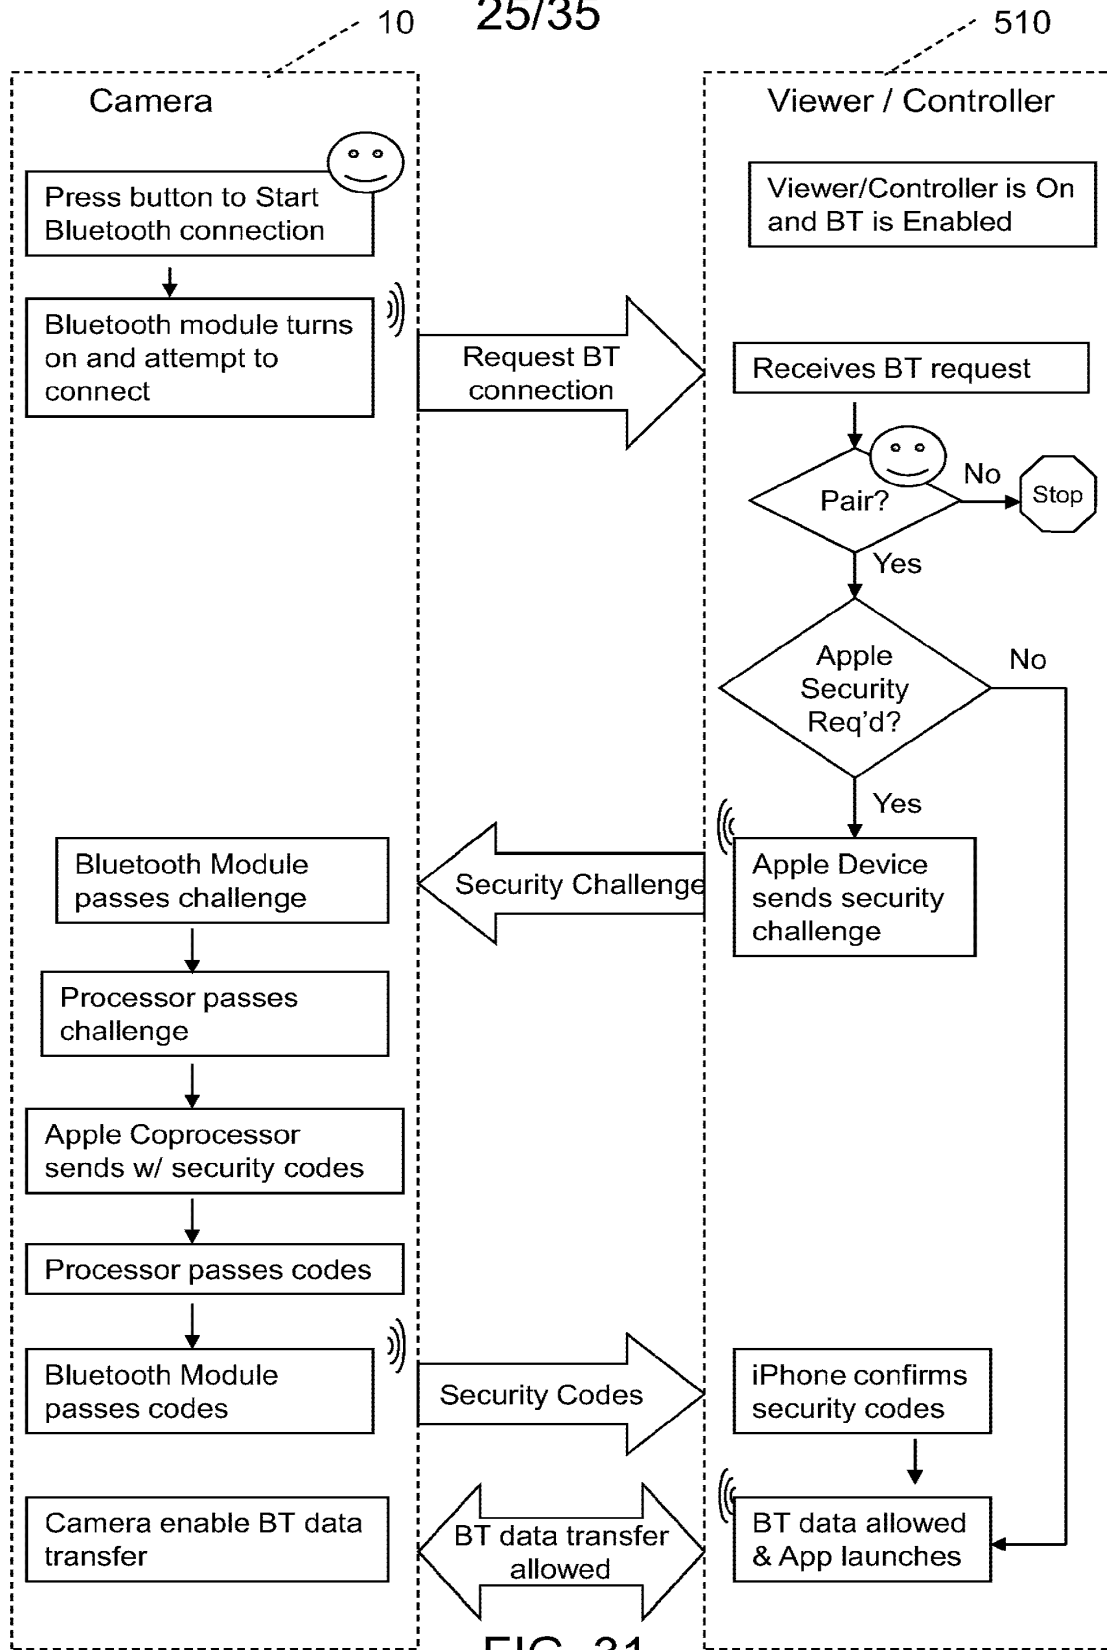 25/35
10
510
Camera
Viewer / Controller
Press button to Start
Bluetooth connection
Viewer/Controller is On
and BT is Enabled
Bluetooth module turns
on and attempt to
connect
Request BT
connection
Receives BT request
Pair?
No
Stop
Yes
Apple
Security
Req'd?
No
Yes
Bluetooth Module
passes challenge
Security Challenge
Apple Device
sends security
challenge
Processor passes
challenge
Apple Coprocessor
sends w/ security codes
Processor passes codes
Bluetooth Module
passes codes
Security Codes
iPhone confirms
security codes
Camera enable BT data
transfer
BT data transfer
allowed
BT data allowed
& App launches
FIG. 31